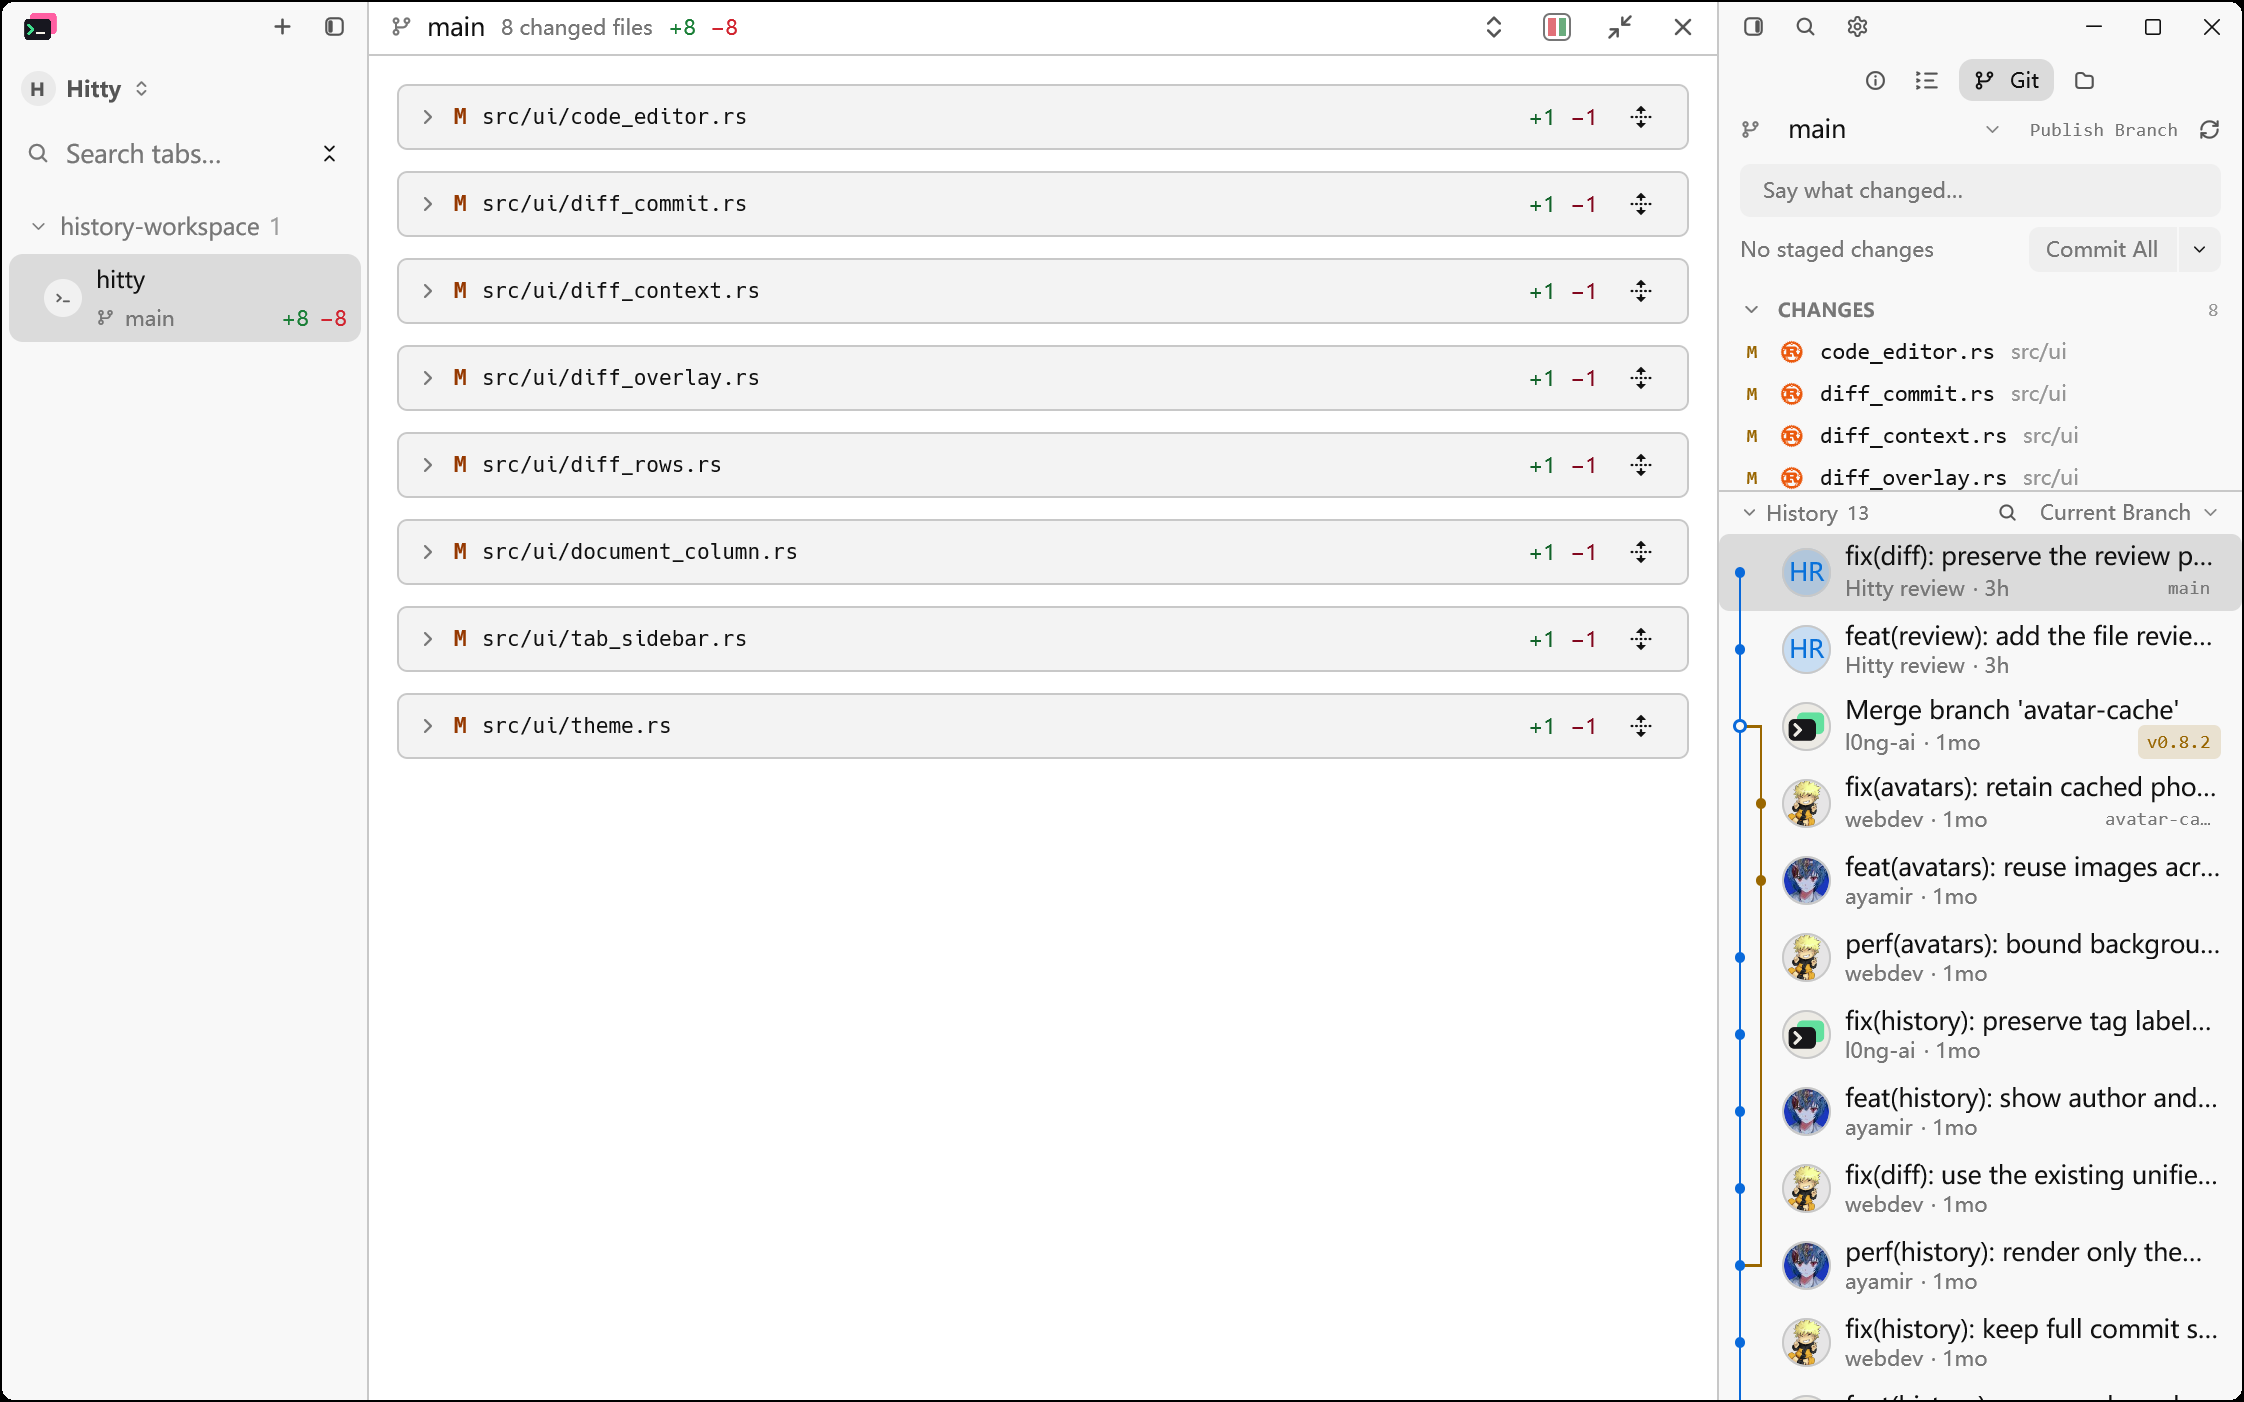 H Hitty
Search tabs...
history-workspace 1
hitty
main +8 −8
main 8 changed files +8 −8
M src/ui/code_editor.rs +1 −1
M src/ui/diff_commit.rs +1 −1
M src/ui/diff_context.rs +1 −1
M src/ui/diff_overlay.rs +1 −1
M src/ui/diff_rows.rs +1 −1
M src/ui/document_column.rs +1 −1
M src/ui/tab_sidebar.rs +1 −1
M src/ui/theme.rs +1 −1
Git
main Publish Branch
Say what changed...
No staged changes Commit All
CHANGES 8
M code_editor.rs src/ui
M diff_commit.rs src/ui
M diff_context.rs src/ui
M diff_overlay.rs src/ui
History 13 Current Branch
HR fix(diff): preserve the review p...
Hitty review · 3h main
HR feat(review): add the file revie...
Hitty review · 3h
Merge branch 'avatar-cache'
l0ng-ai · 1mo v0.8.2
fix(avatars): retain cached pho...
webdev · 1mo avatar-ca…
feat(avatars): reuse images acr...
ayamir · 1mo
perf(avatars): bound backgrou...
webdev · 1mo
fix(history): preserve tag label...
l0ng-ai · 1mo
feat(history): show author and...
ayamir · 1mo
fix(diff): use the existing unifie...
webdev · 1mo
perf(history): render only the...
ayamir · 1mo
fix(history): keep full commit s...
webdev · 1mo